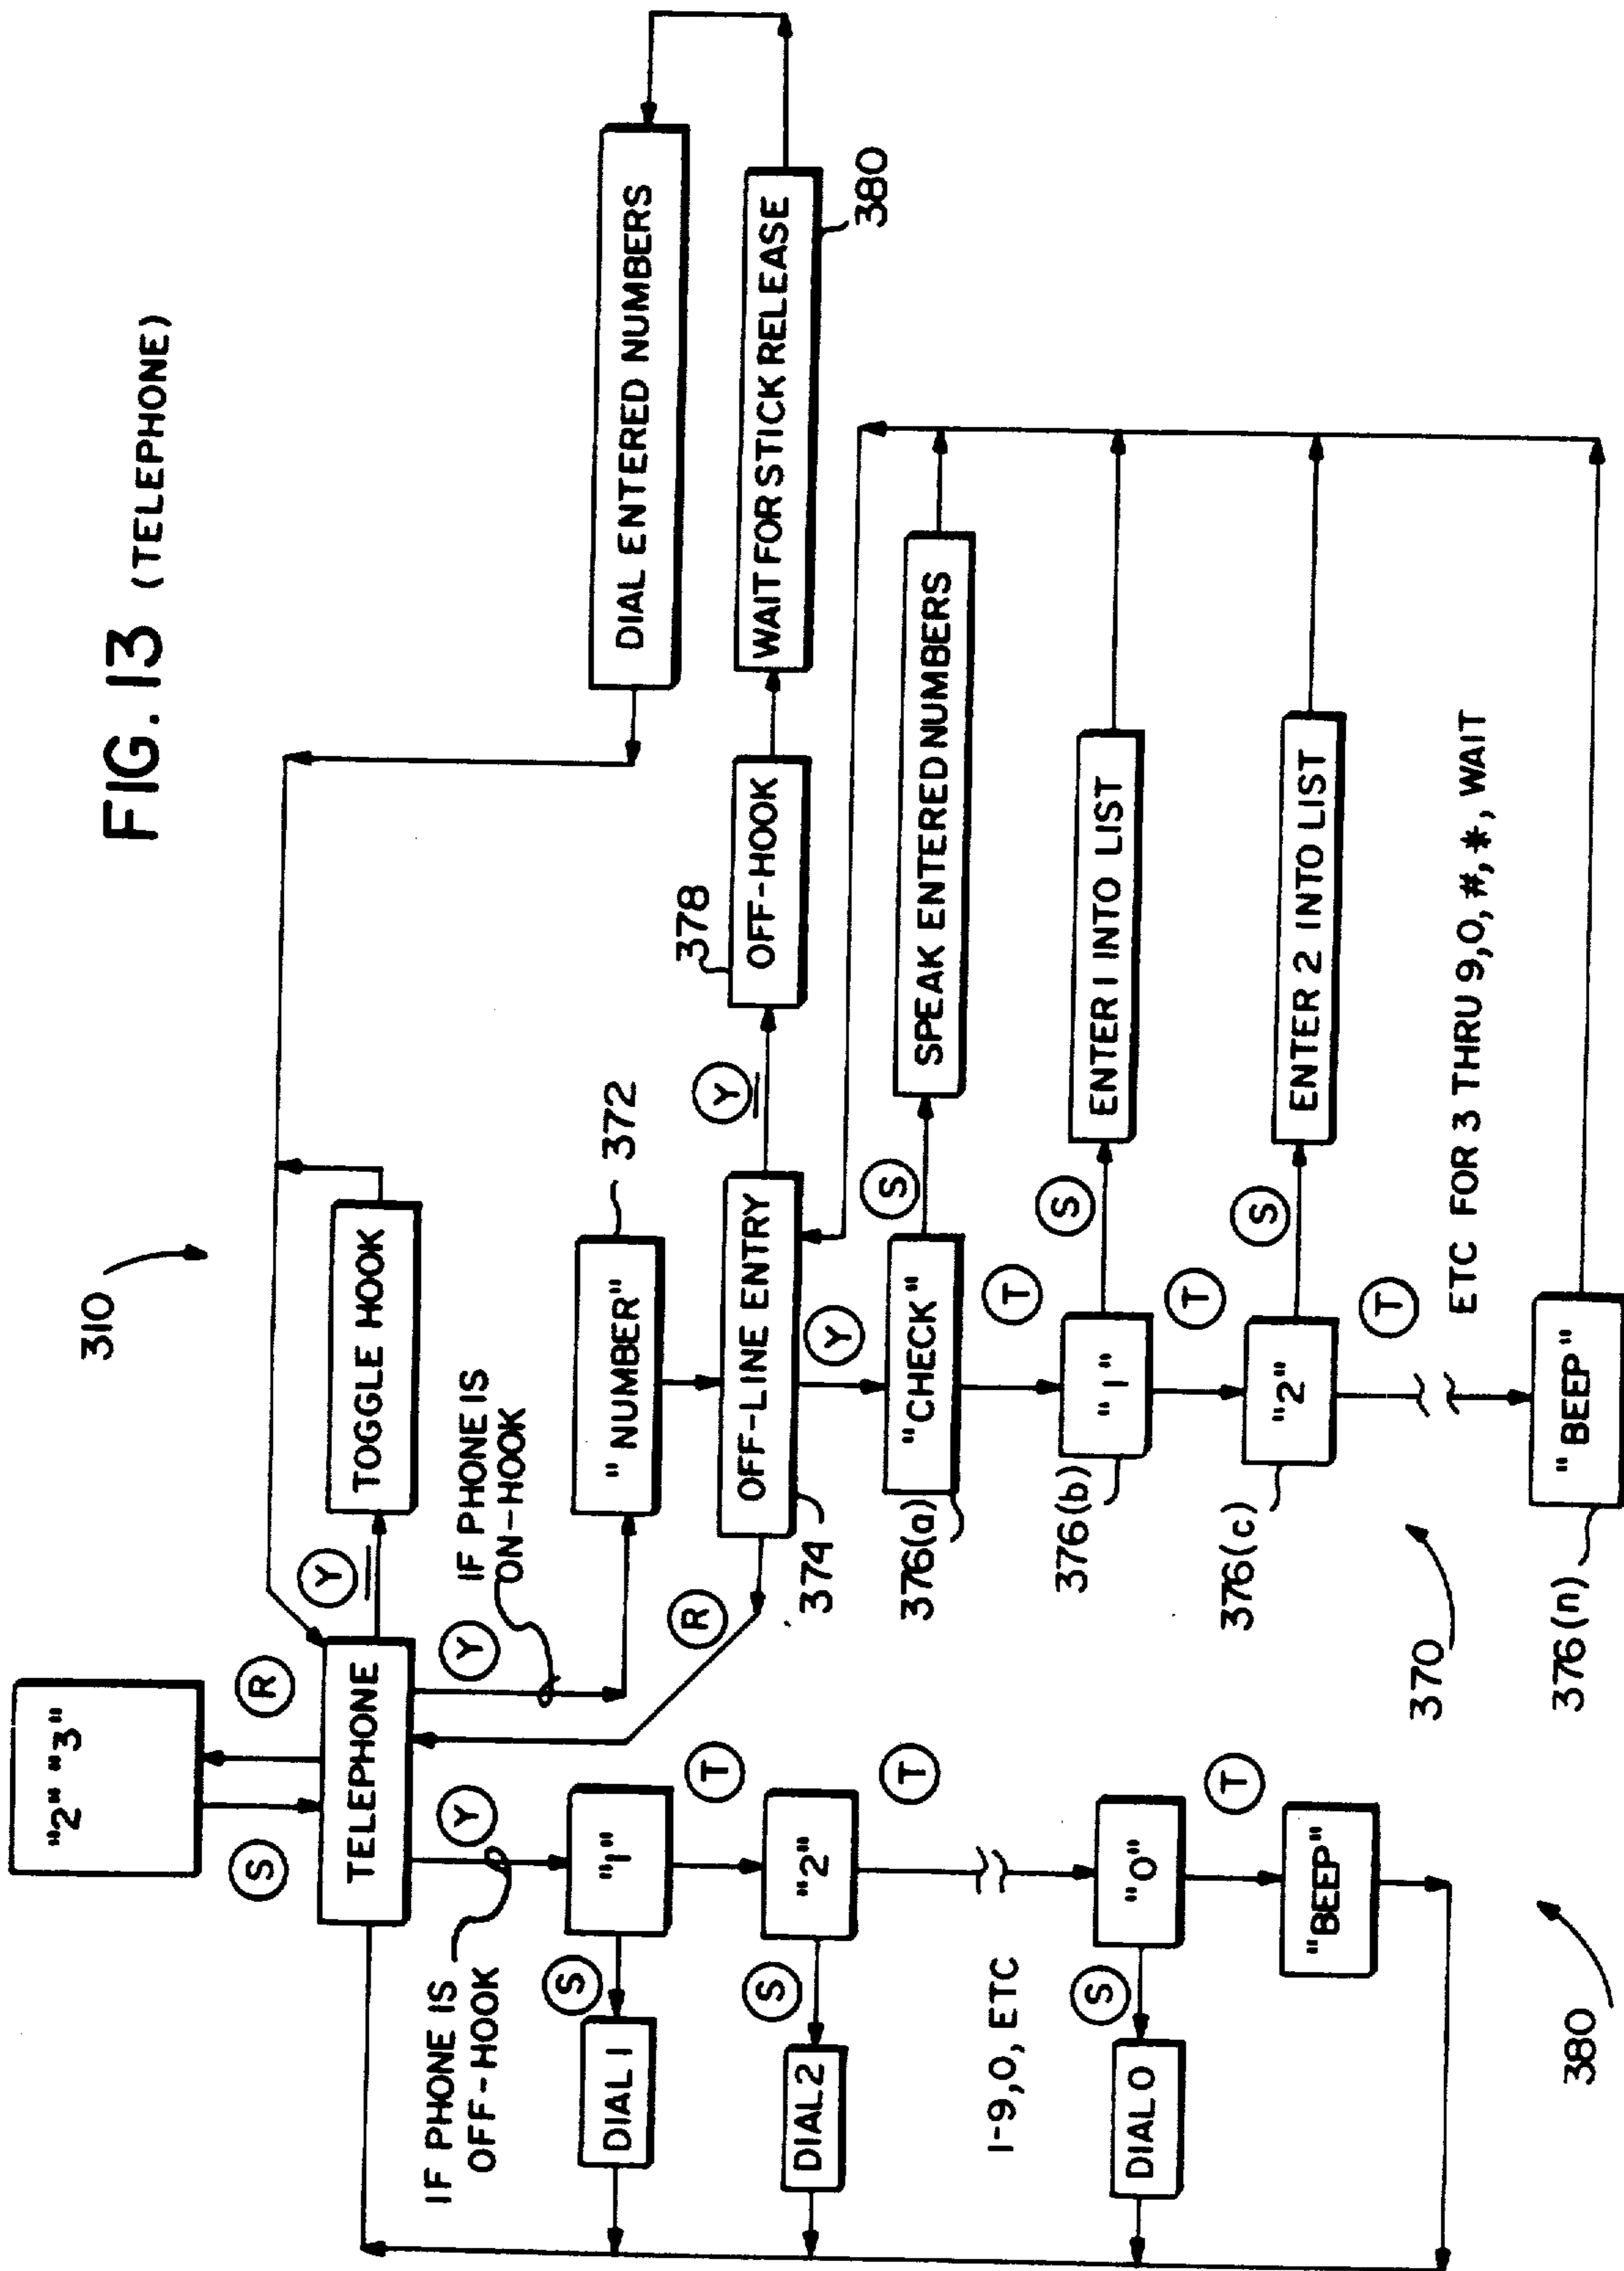 FIG. 13 (TELEPHONE)
310
"2" "3"
S
R
TELEPHONE
Y
TOGGLE HOOK
IF PHONE IS
OFF-HOOK
Y
Y
IF PHONE IS
ON-HOOK
"1"
S
DIAL 1
T
"2"
S
DIAL 2
T
1-9, 0, ETC
"0"
S
DIAL 0
T
"BEEP"
380
"NUMBER"
372
R
OFF-LINE ENTRY
374
Y
378
OFF-HOOK
WAIT FOR STICK RELEASE
380
DIAL ENTERED NUMBERS
Y
"CHECK"
376(a)
S
SPEAK ENTERED NUMBERS
T
"1"
376(b)
S
ENTER 1 INTO LIST
T
"2"
376(c)
S
ENTER 2 INTO LIST
T
ETC FOR 3 THRU 9, 0, #, *, WAIT
370
"BEEP"
376(n)